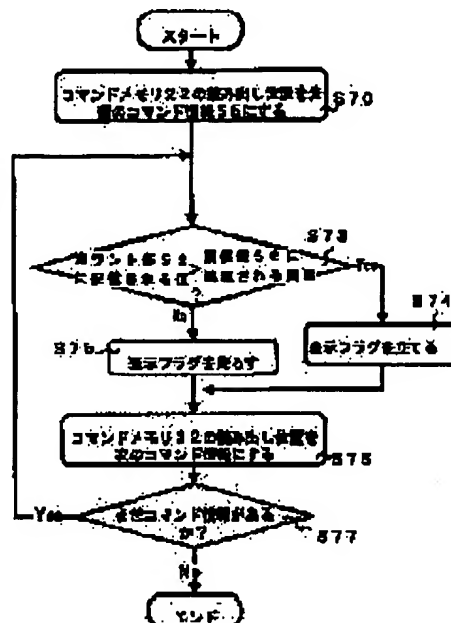 スタート
コマンドメモリ22の読み出し位置を先
頭のコマンド情報56にする
S70
S73
Yes
No
S74
表示フラグを立てる
表示フラグを降ろす
コマンドメモリ22の読み出し位置を
次のコマンド情報にする
S75
まだコマンド情報がある
か?
S77
Yes
No
エンド